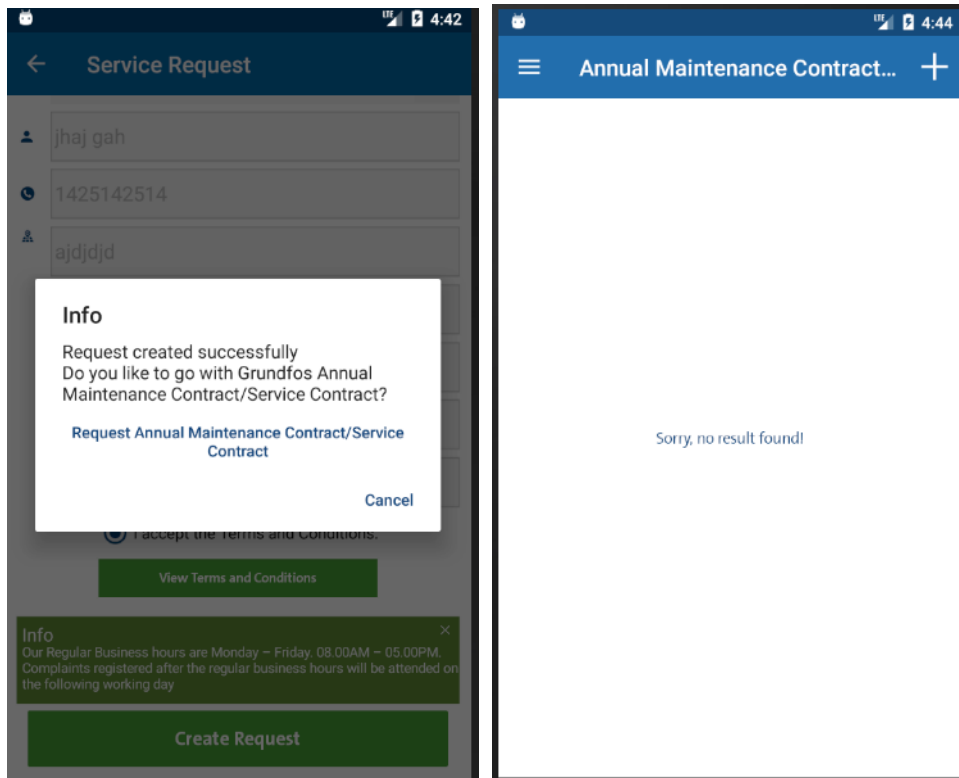 LTE 4:42
Service Request
jhaj gah
1425142514
ajdjdjd
Info
Request created successfully
Do you like to go with Grundfos Annual
Maintenance Contract/Service Contract?
Request Annual Maintenance Contract/Service
Contract
Cancel
I accept the Terms and Conditions.
View Terms and Conditions
Info
Our Regular Business hours are Monday – Friday. 08.00AM – 05.00PM.
Complaints registered after the regular business hours will be attended on
the following working day
Create Request
LTE 4:44
Annual Maintenance Contract...
Sorry, no result found!